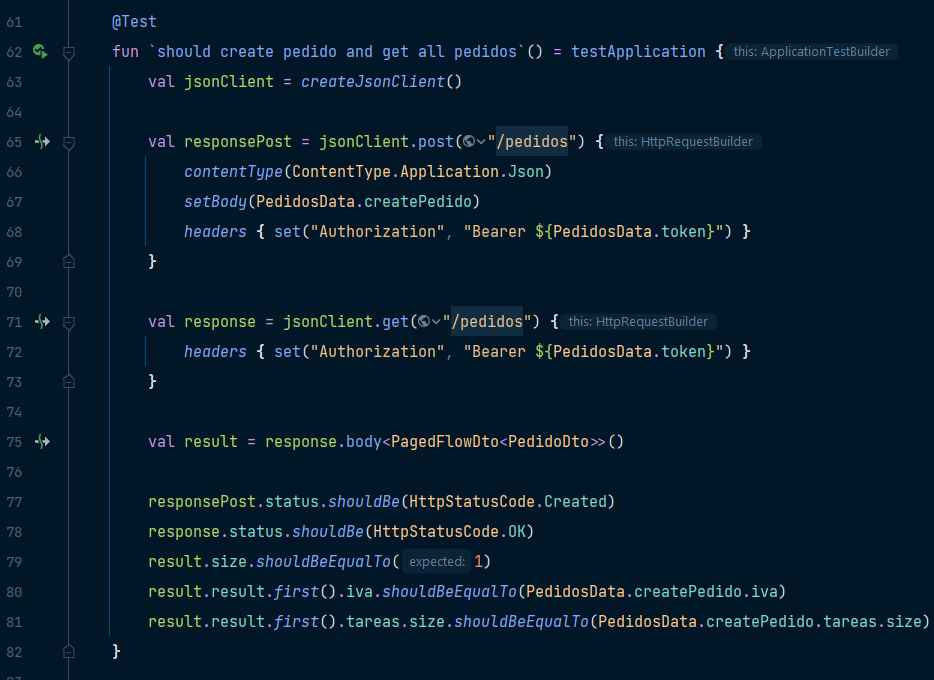 61 @Test
62 fun `should create pedido and get all pedidos`() = testApplication { this: ApplicationTestBuilder
63 val jsonClient = createJsonClient()
64
65 val responsePost = jsonClient.post("/pedidos") { this: HttpRequestBuilder
66 contentType(ContentType.Application.Json)
67 setBody(PedidosData.createPedido)
68 headers { set("Authorization", "Bearer ${PedidosData.token}") }
69 }
70
71 val response = jsonClient.get("/pedidos") { this: HttpRequestBuilder
72 headers { set("Authorization", "Bearer ${PedidosData.token}") }
73 }
74
75 val result = response.body<PagedFlowDto<PedidoDto>>()
76
77 responsePost.status.shouldBe(HttpStatusCode.Created)
78 response.status.shouldBe(HttpStatusCode.OK)
79 result.size.shouldBeEqualTo( expected: 1)
80 result.result.first().iva.shouldBeEqualTo(PedidosData.createPedido.iva)
81 result.result.first().tareas.size.shouldBeEqualTo(PedidosData.createPedido.tareas.size)
82 }